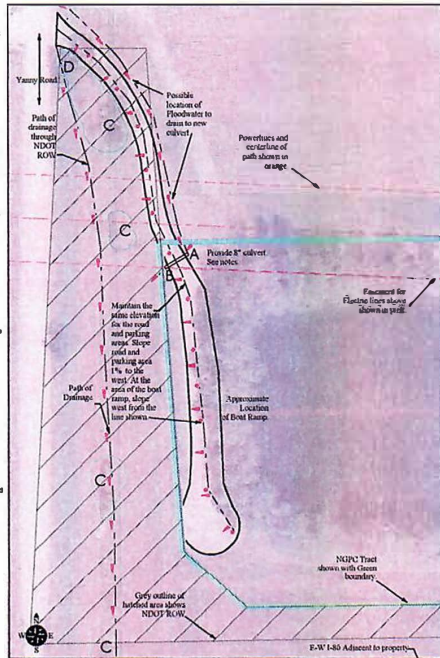 D
Yanny Road
Path of
drainage
through
NDOT
ROW
C
Possible
location of
Floodwater to
drain to new
culvert.
Powerlines and
centerline of
path shown in
orange.
C
A
Provide 8" culvert.
See notes.
B
Easement for
Electric lines above
shown in
Maintain the
same elevation
for the road
and parking
areas. Slope
road and
parking area
1% to the
west. At the
area of the boat
ramp, slope
west from the
line shown.
Path of
Drainage
Approximate
Location
of Boat Ramp.
C
NGPC Tract
shown with Green
boundary.
Grey outline of
hatched area shows
NDOT ROW
N
W E
S
C
E-W I-80 Adjacent to property